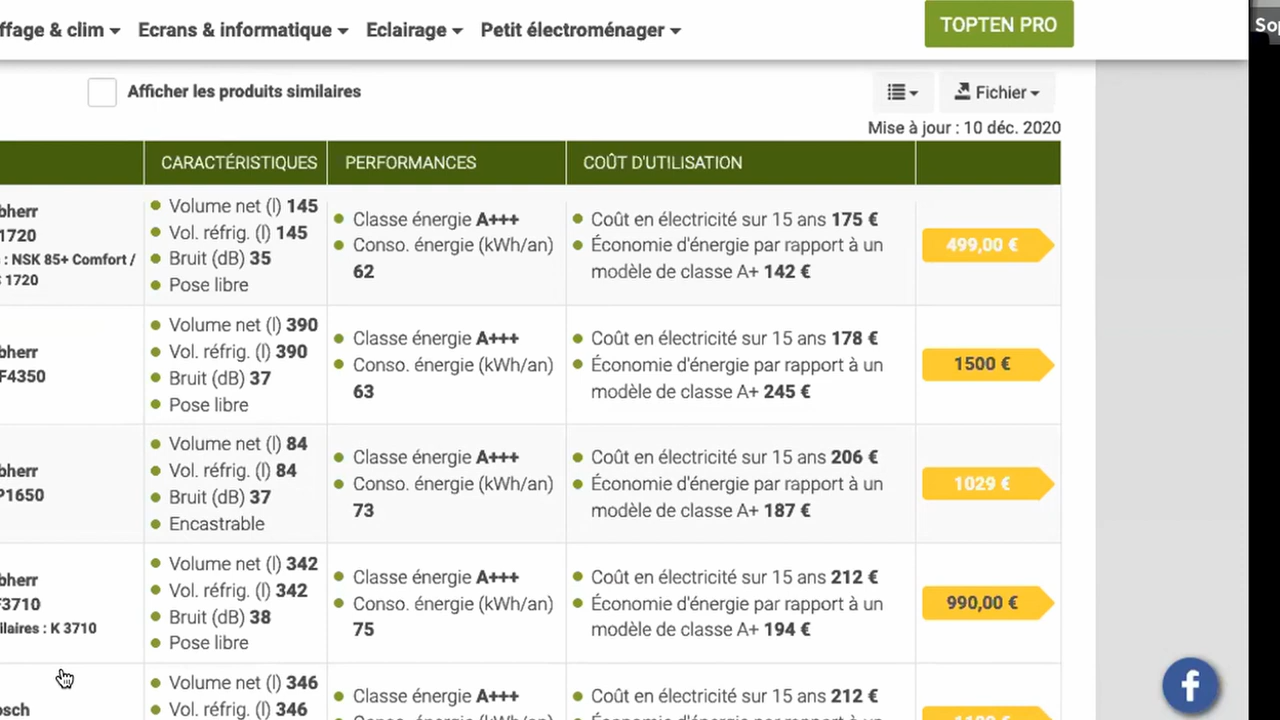 ffage & clim Ecrans & informatique Eclairage Petit électroménager TOPTEN PRO
Afficher les produits similaires Fichier
Mise à jour : 10 déc. 2020
CARACTÉRISTIQUES PERFORMANCES COÛT D'UTILISATION
bherr
1720
: NSK 85+ Comfort /
1720
Volume net (l) 145
Vol. réfrig. (l) 145
Bruit (dB) 35
Pose libre
Classe énergie A+++
Conso. énergie (kWh/an)
62
Coût en électricité sur 15 ans 175 €
Économie d'énergie par rapport à un
modèle de classe A+ 142 €
499,00 €
bherr
F4350
Volume net (l) 390
Vol. réfrig. (l) 390
Bruit (dB) 37
Pose libre
Classe énergie A+++
Conso. énergie (kWh/an)
63
Coût en électricité sur 15 ans 178 €
Économie d'énergie par rapport à un
modèle de classe A+ 245 €
1500 €
bherr
P1650
Volume net (l) 84
Vol. réfrig. (l) 84
Bruit (dB) 37
Encastrable
Classe énergie A+++
Conso. énergie (kWh/an)
73
Coût en électricité sur 15 ans 206 €
Économie d'énergie par rapport à un
modèle de classe A+ 187 €
1029 €
bherr
F3710
ilaires : K 3710
Volume net (l) 342
Vol. réfrig. (l) 342
Bruit (dB) 38
Pose libre
Classe énergie A+++
Conso. énergie (kWh/an)
75
Coût en électricité sur 15 ans 212 €
Économie d'énergie par rapport à un
modèle de classe A+ 194 €
990,00 €
osch
Volume net (l) 346
Vol. réfrig. (l) 346
Classe énergie A+++
Coût en électricité sur 15 ans 212 €
Sop